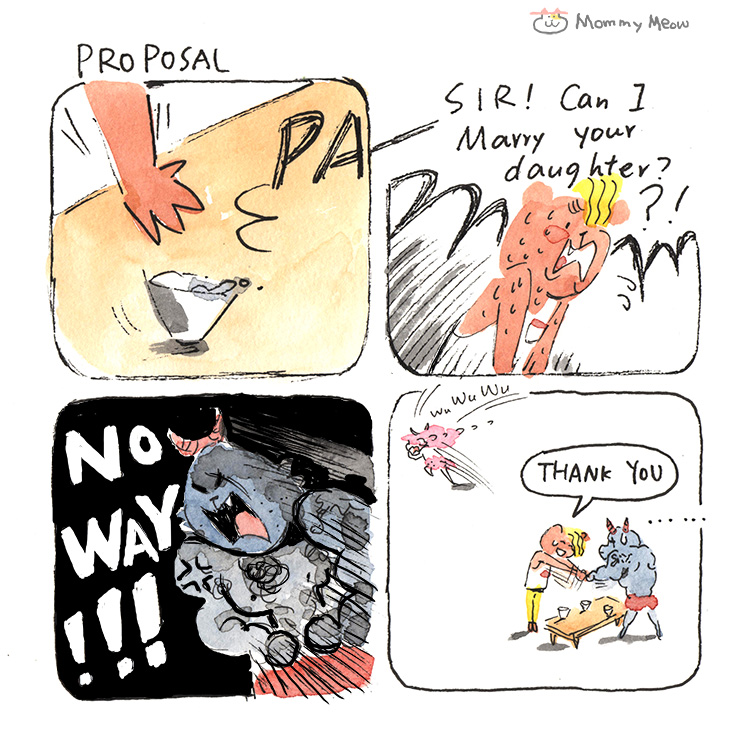 Mommy Meow
PROPOSAL
PA
SIR! Can I
Marry your
daughter?
?!
NO
WAY
!!!
Wu Wu Wu
THANK YOU
......